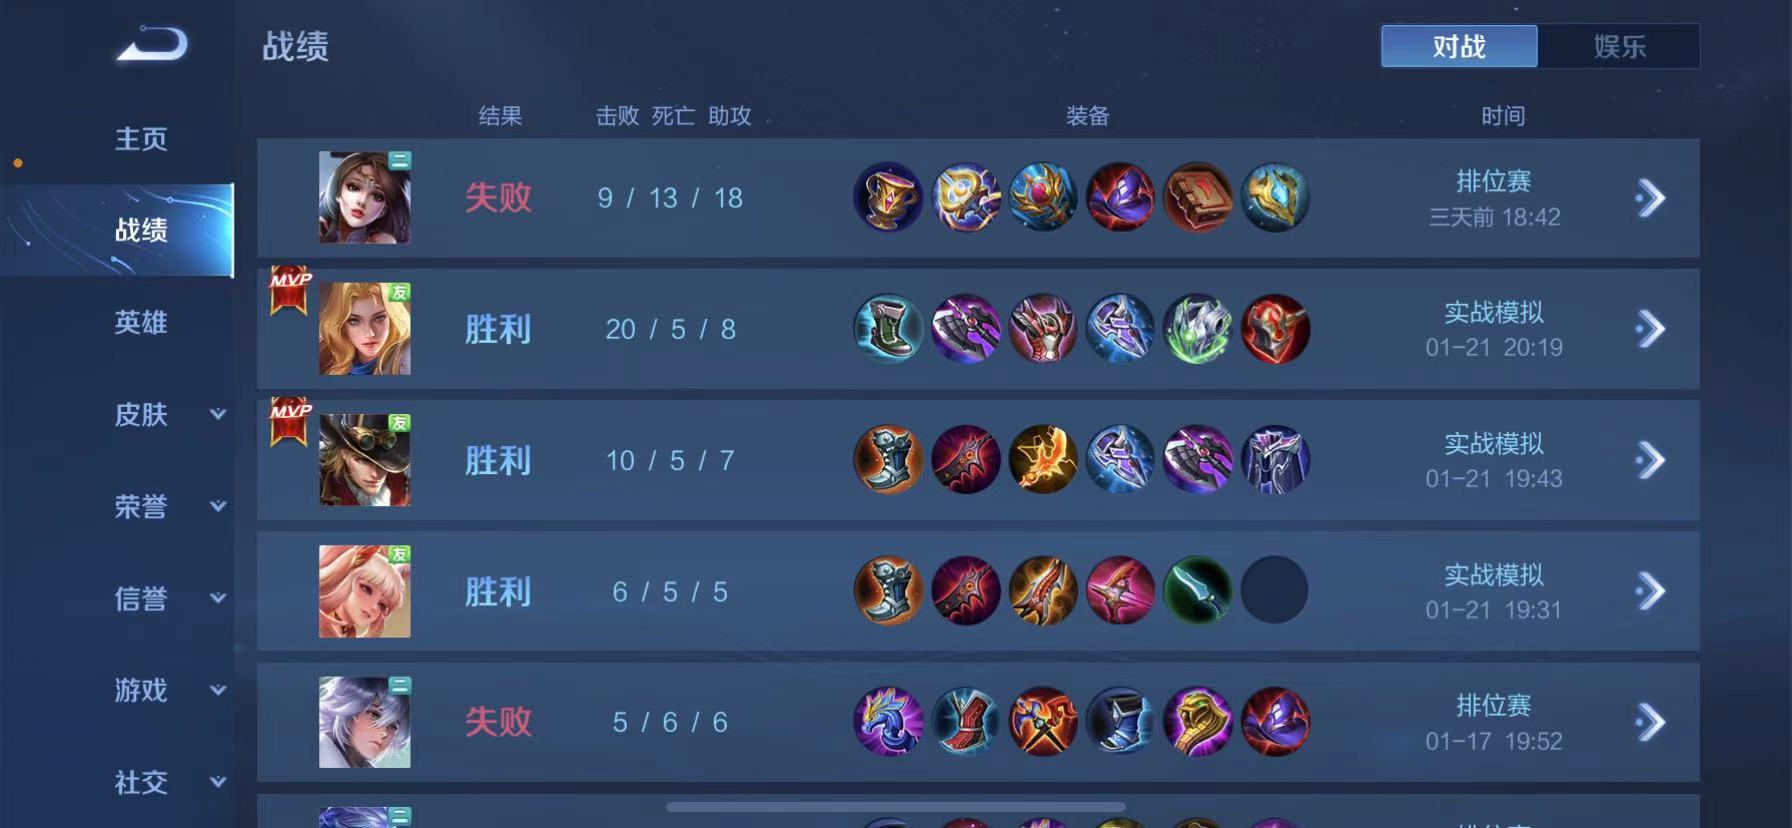 战绩
对战 娱乐
结果 击败 死亡 助攻 装备 时间
主页
战绩
英雄
皮肤
荣誉
信誉
游戏
社交
二
失败 9 / 13 / 18 排位赛
三天前 18:42
MVP
友
胜利 20 / 5 / 8 实战模拟
01-21 20:19
MVP
友
胜利 10 / 5 / 7 实战模拟
01-21 19:43
友
胜利 6 / 5 / 5 实战模拟
01-21 19:31
二
失败 5 / 6 / 6 排位赛
01-17 19:52
二